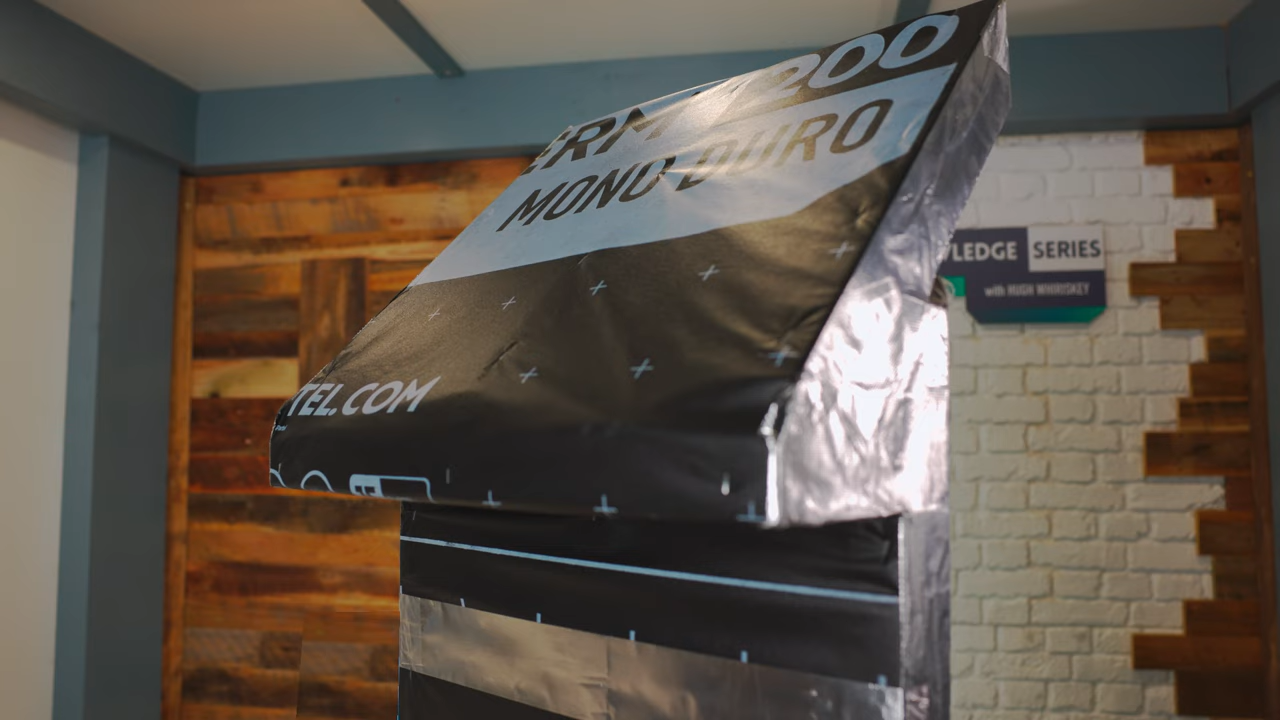 200
MONO DURO
TEL.COM
SERIES
with HUGH WHIRISKEY